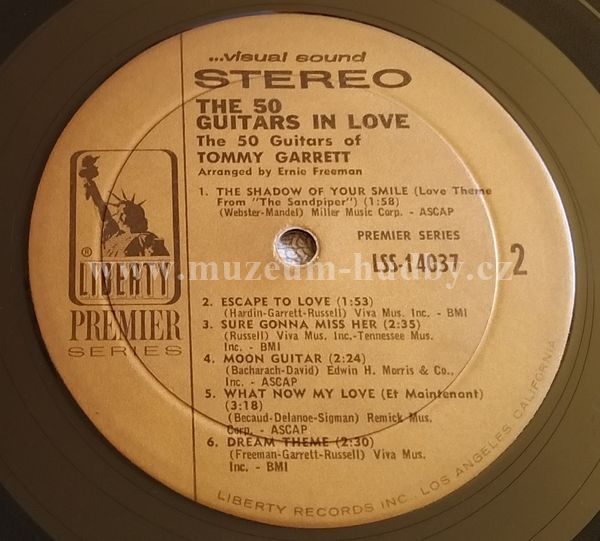 ...visual sound
STEREO
THE 50
GUITARS IN LOVE
The 50 Guitars of
TOMMY GARRETT
Arranged by Ernie Freeman
1. THE SHADOW OF YOUR SMILE (Love Theme
From "The Sandpiper") (1:58)
(Webster-Mandel) Miller Music Corp. - ASCAP
PREMIER SERIES
LSS-14037
2
®
LIBERTY
PREMIER
SERIES
www.muzeum-hudby.cz
2. ESCAPE TO LOVE (1:53)
(Hardin-Garrett-Russell) Viva Mus. Inc. - BMI
3. SURE GONNA MISS HER (2:35)
(Russell) Viva Mus. Inc.-Tennessee Mus.
Inc. - BMI
4. MOON GUITAR (2:24)
(Bacharach-David) Edwin H. Morris & Co.,
Inc. - ASCAP
5. WHAT NOW MY LOVE (Et Maintenant)
(3:18)
(Becaud-Delanoe-Sigman) Remick Mus.
Corp. - ASCAP
6. DREAM THEME (2:30)
(Freeman-Garrett-Russell) Viva Mus.
Inc. - BMI
LIBERTY RECORDS INC., LOS ANGELES, CALIFORNIA